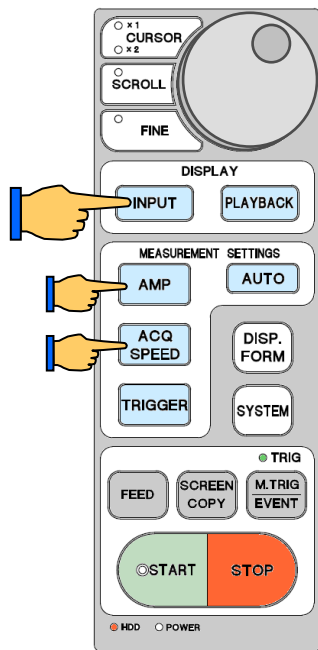 ×1
CURSOR
×2
SCROLL
FINE
DISPLAY
INPUT
PLAYBACK
MEASUREMENT SETTINGS
AMP
AUTO
ACQ
SPEED
DISP.
FORM
TRIGGER
SYSTEM
TRIG
FEED
SCREEN
COPY
M.TRIG
EVENT
START
STOP
HDD
POWER